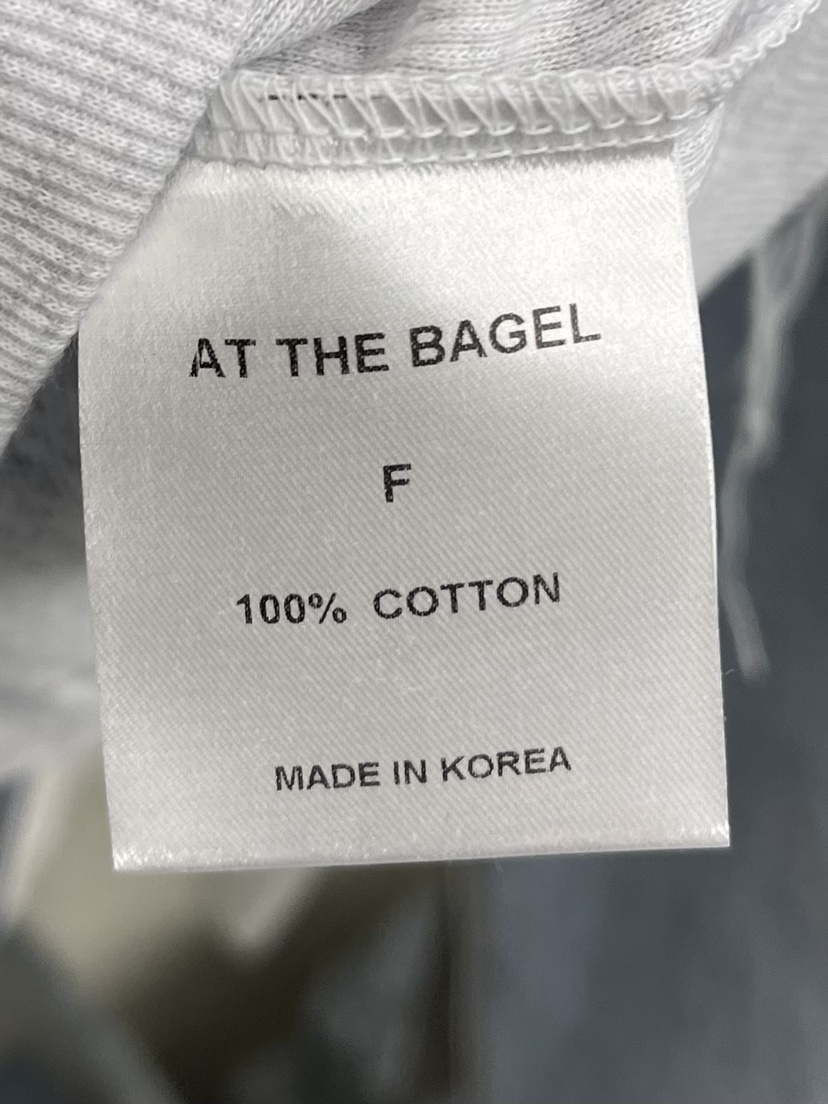 AT THE BAGEL
F
100% COTTON
MADE IN KOREA